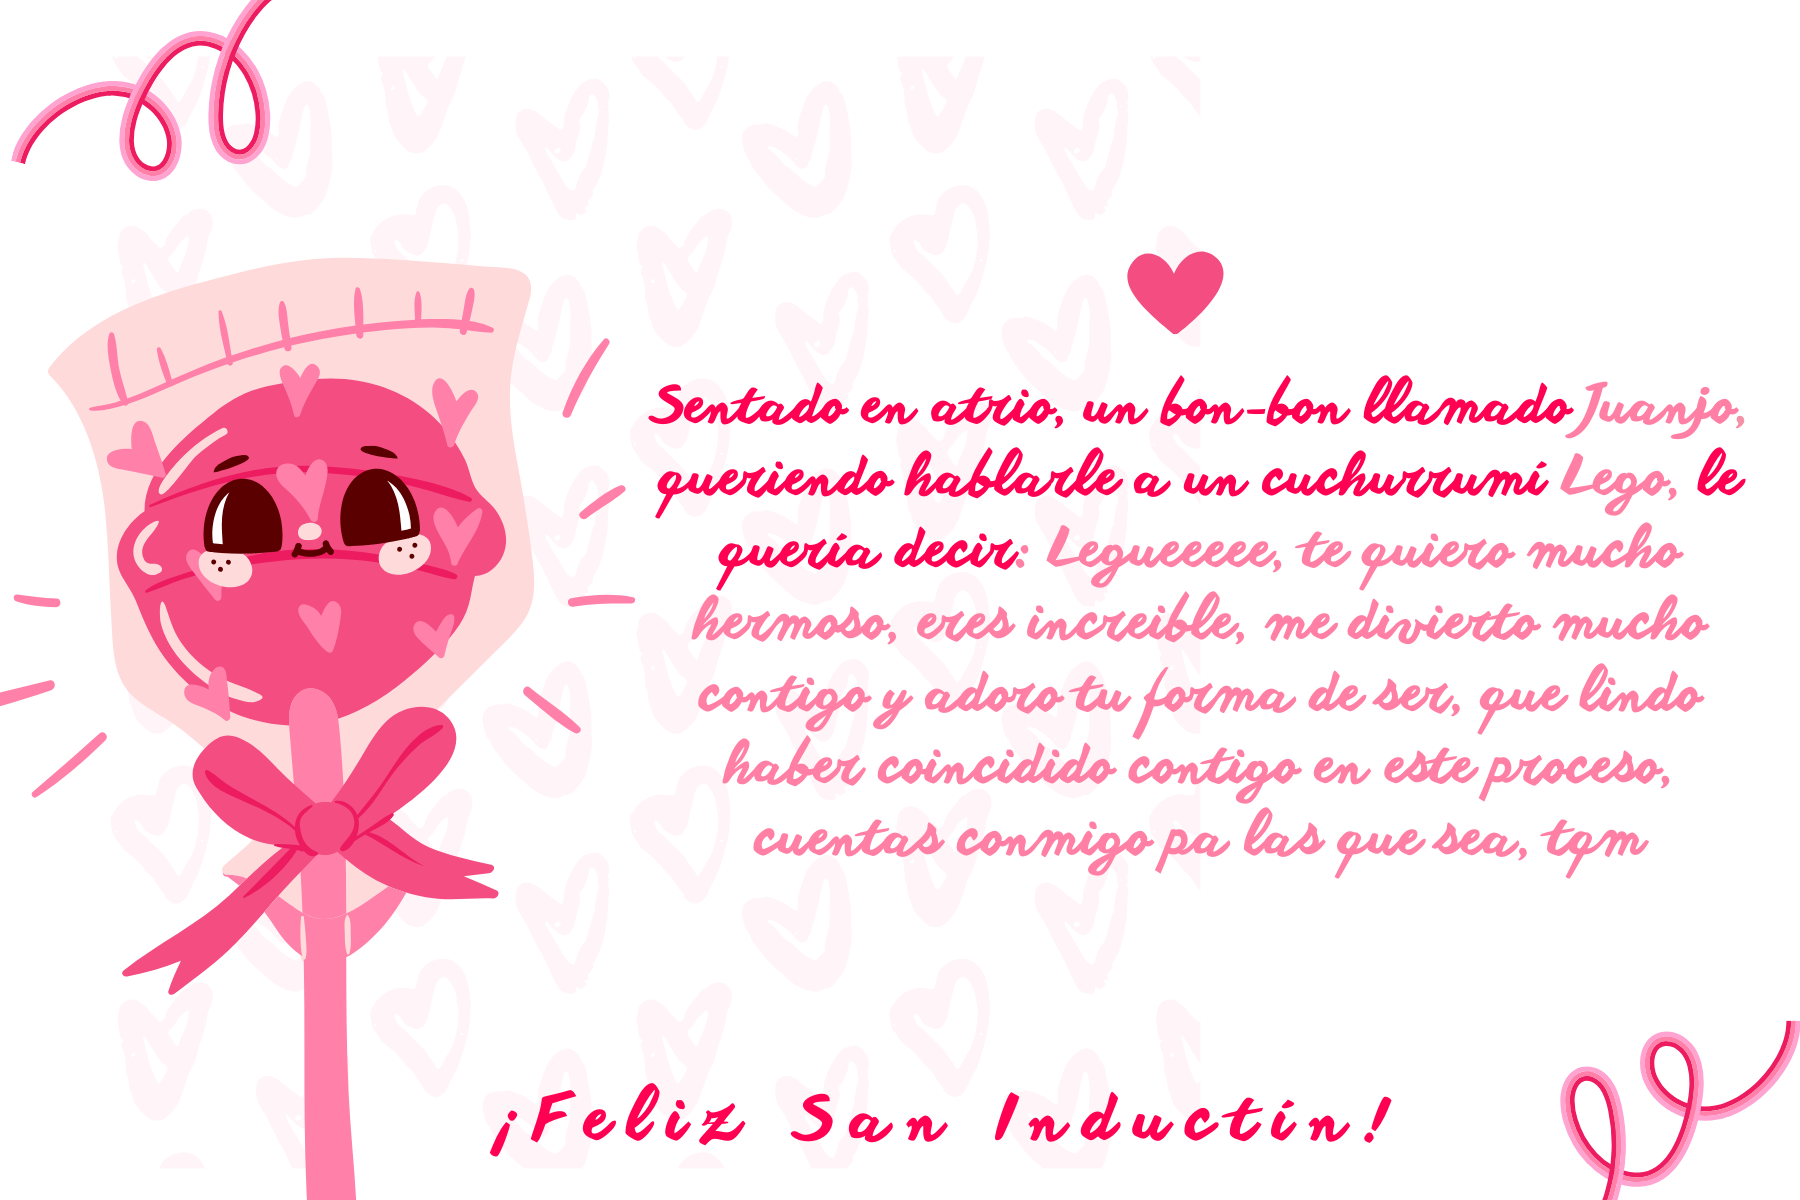 Sentado en atrio, un bon-bon llamado Juanjo,
queriendo hablarle a un cuchurrumí Lego, le
quería decir: Legueeeee, te quiero mucho
hermoso, eres increible, me divierto mucho
contigo y adoro tu forma de ser, que lindo
haber coincidido contigo en este proceso,
cuentas conmigo pa las que sea, tqm
¡Feliz San Inductín!